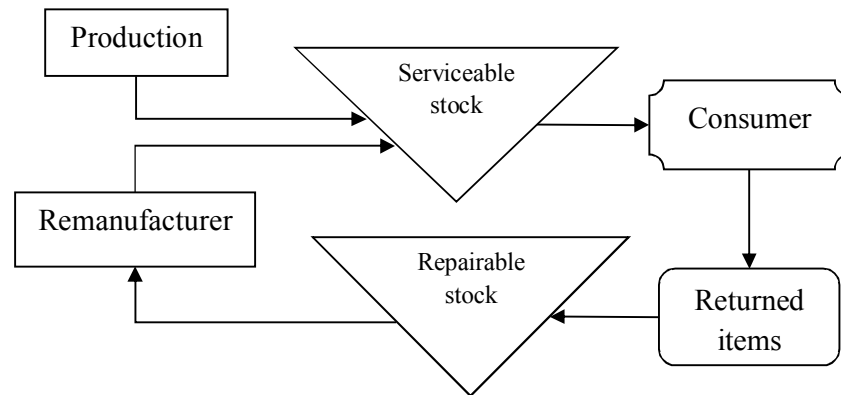 Production
Serviceable
stock
Consumer
Remanufacturer
Repairable
stock
Returned
items